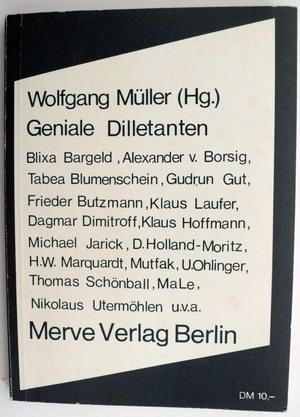 Wolfgang Müller (Hg.)
Geniale Dilletanten
Blixa Bargeld , Alexander v. Borsig,
Tabea Blumenschein, Gudrun Gut,
Frieder Butzmann, Klaus Laufer,
Dagmar Dimitroff, Klaus Hoffmann,
Michael Jarick, D. Holland-Moritz,
H.W. Marquardt, Mutfak, U.Ohlinger,
Thomas Schönball, MaLe,
Nikolaus Utermöhlen u.v.a.
Merve Verlag Berlin
DM 10,-